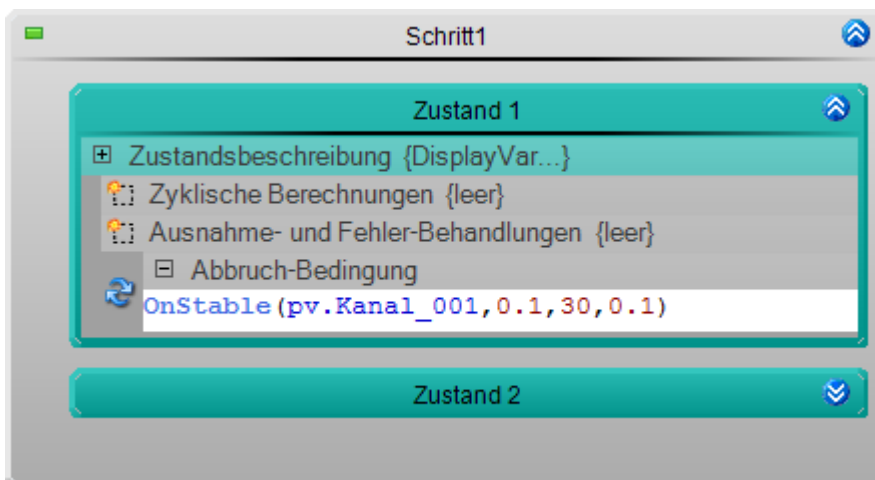 Schritt1
Zustand 1
Zustandsbeschreibung {DisplayVar...}
Zyklische Berechnungen {leer}
Ausnahme- und Fehler-Behandlungen {leer}
Abbruch-Bedingung
OnStable(pv.Kanal_001,0.1,30,0.1)
Zustand 2